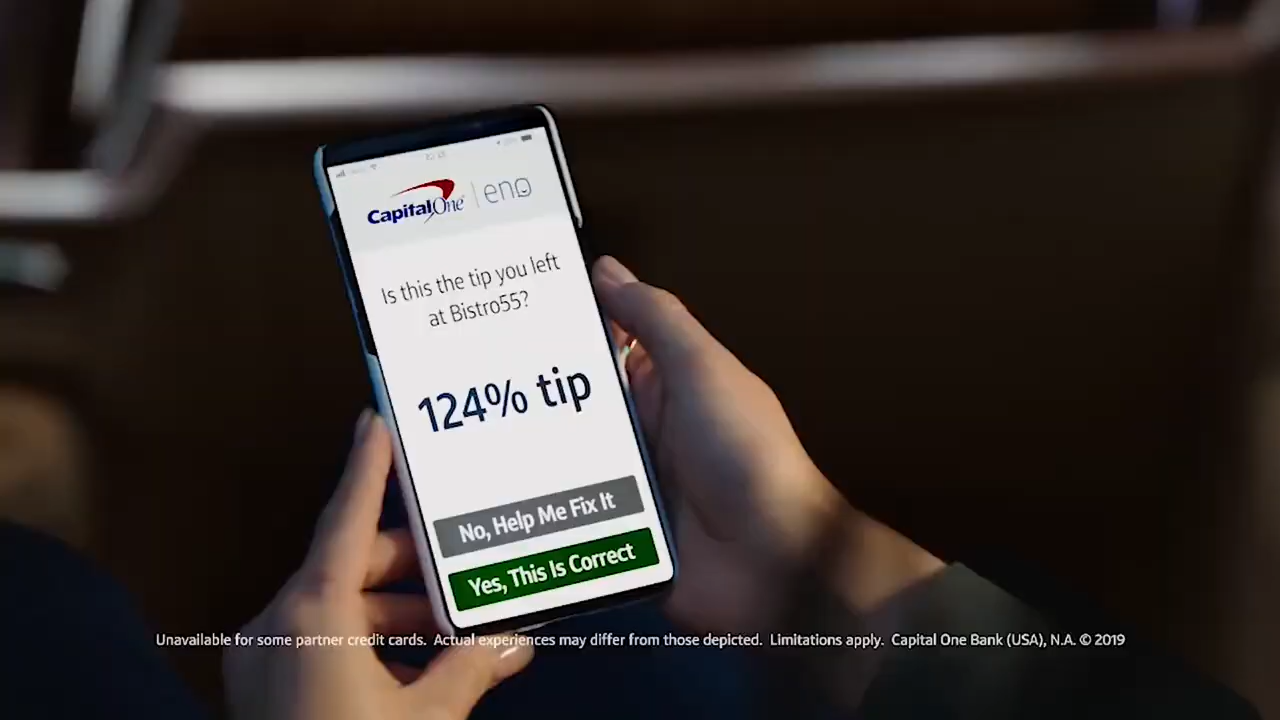 CapitalOne | eno
Is this the tip you left
at Bistro55?
124% tip
No, Help Me Fix It
Yes, This Is Correct
Unavailable for some partner credit cards. Actual experiences may differ from those depicted. Limitations apply. Capital One Bank (USA), N.A. © 2019